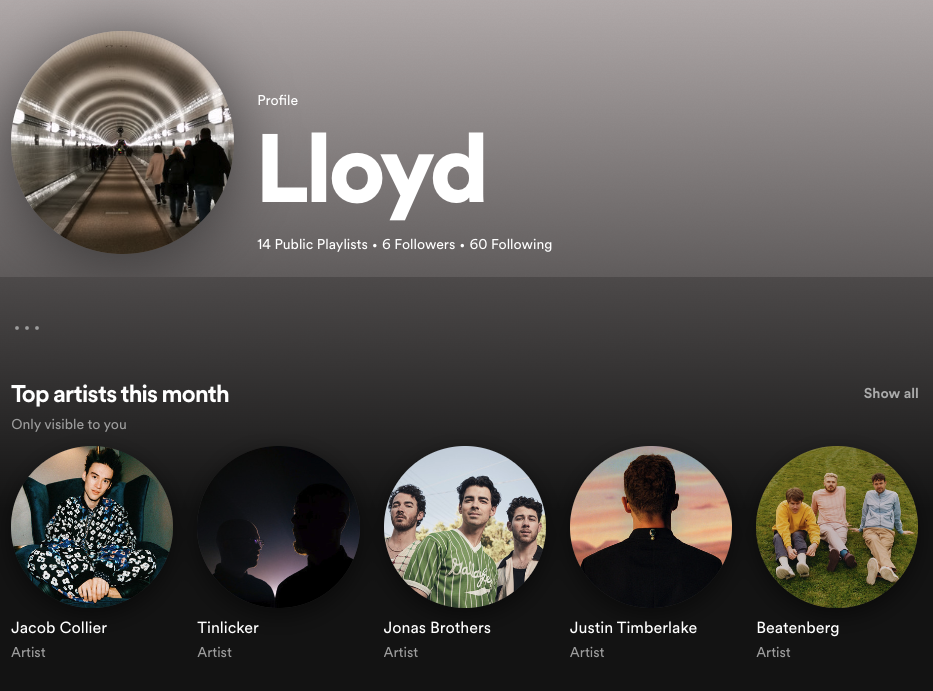 Profile
Lloyd
14 Public Playlists • 6 Followers • 60 Following
Top artists this month
Show all
Only visible to you
Jacob Collier
Tinlicker
Jonas Brothers
Justin Timberlake
Beatenberg
Artist
Artist
Artist
Artist
Artist